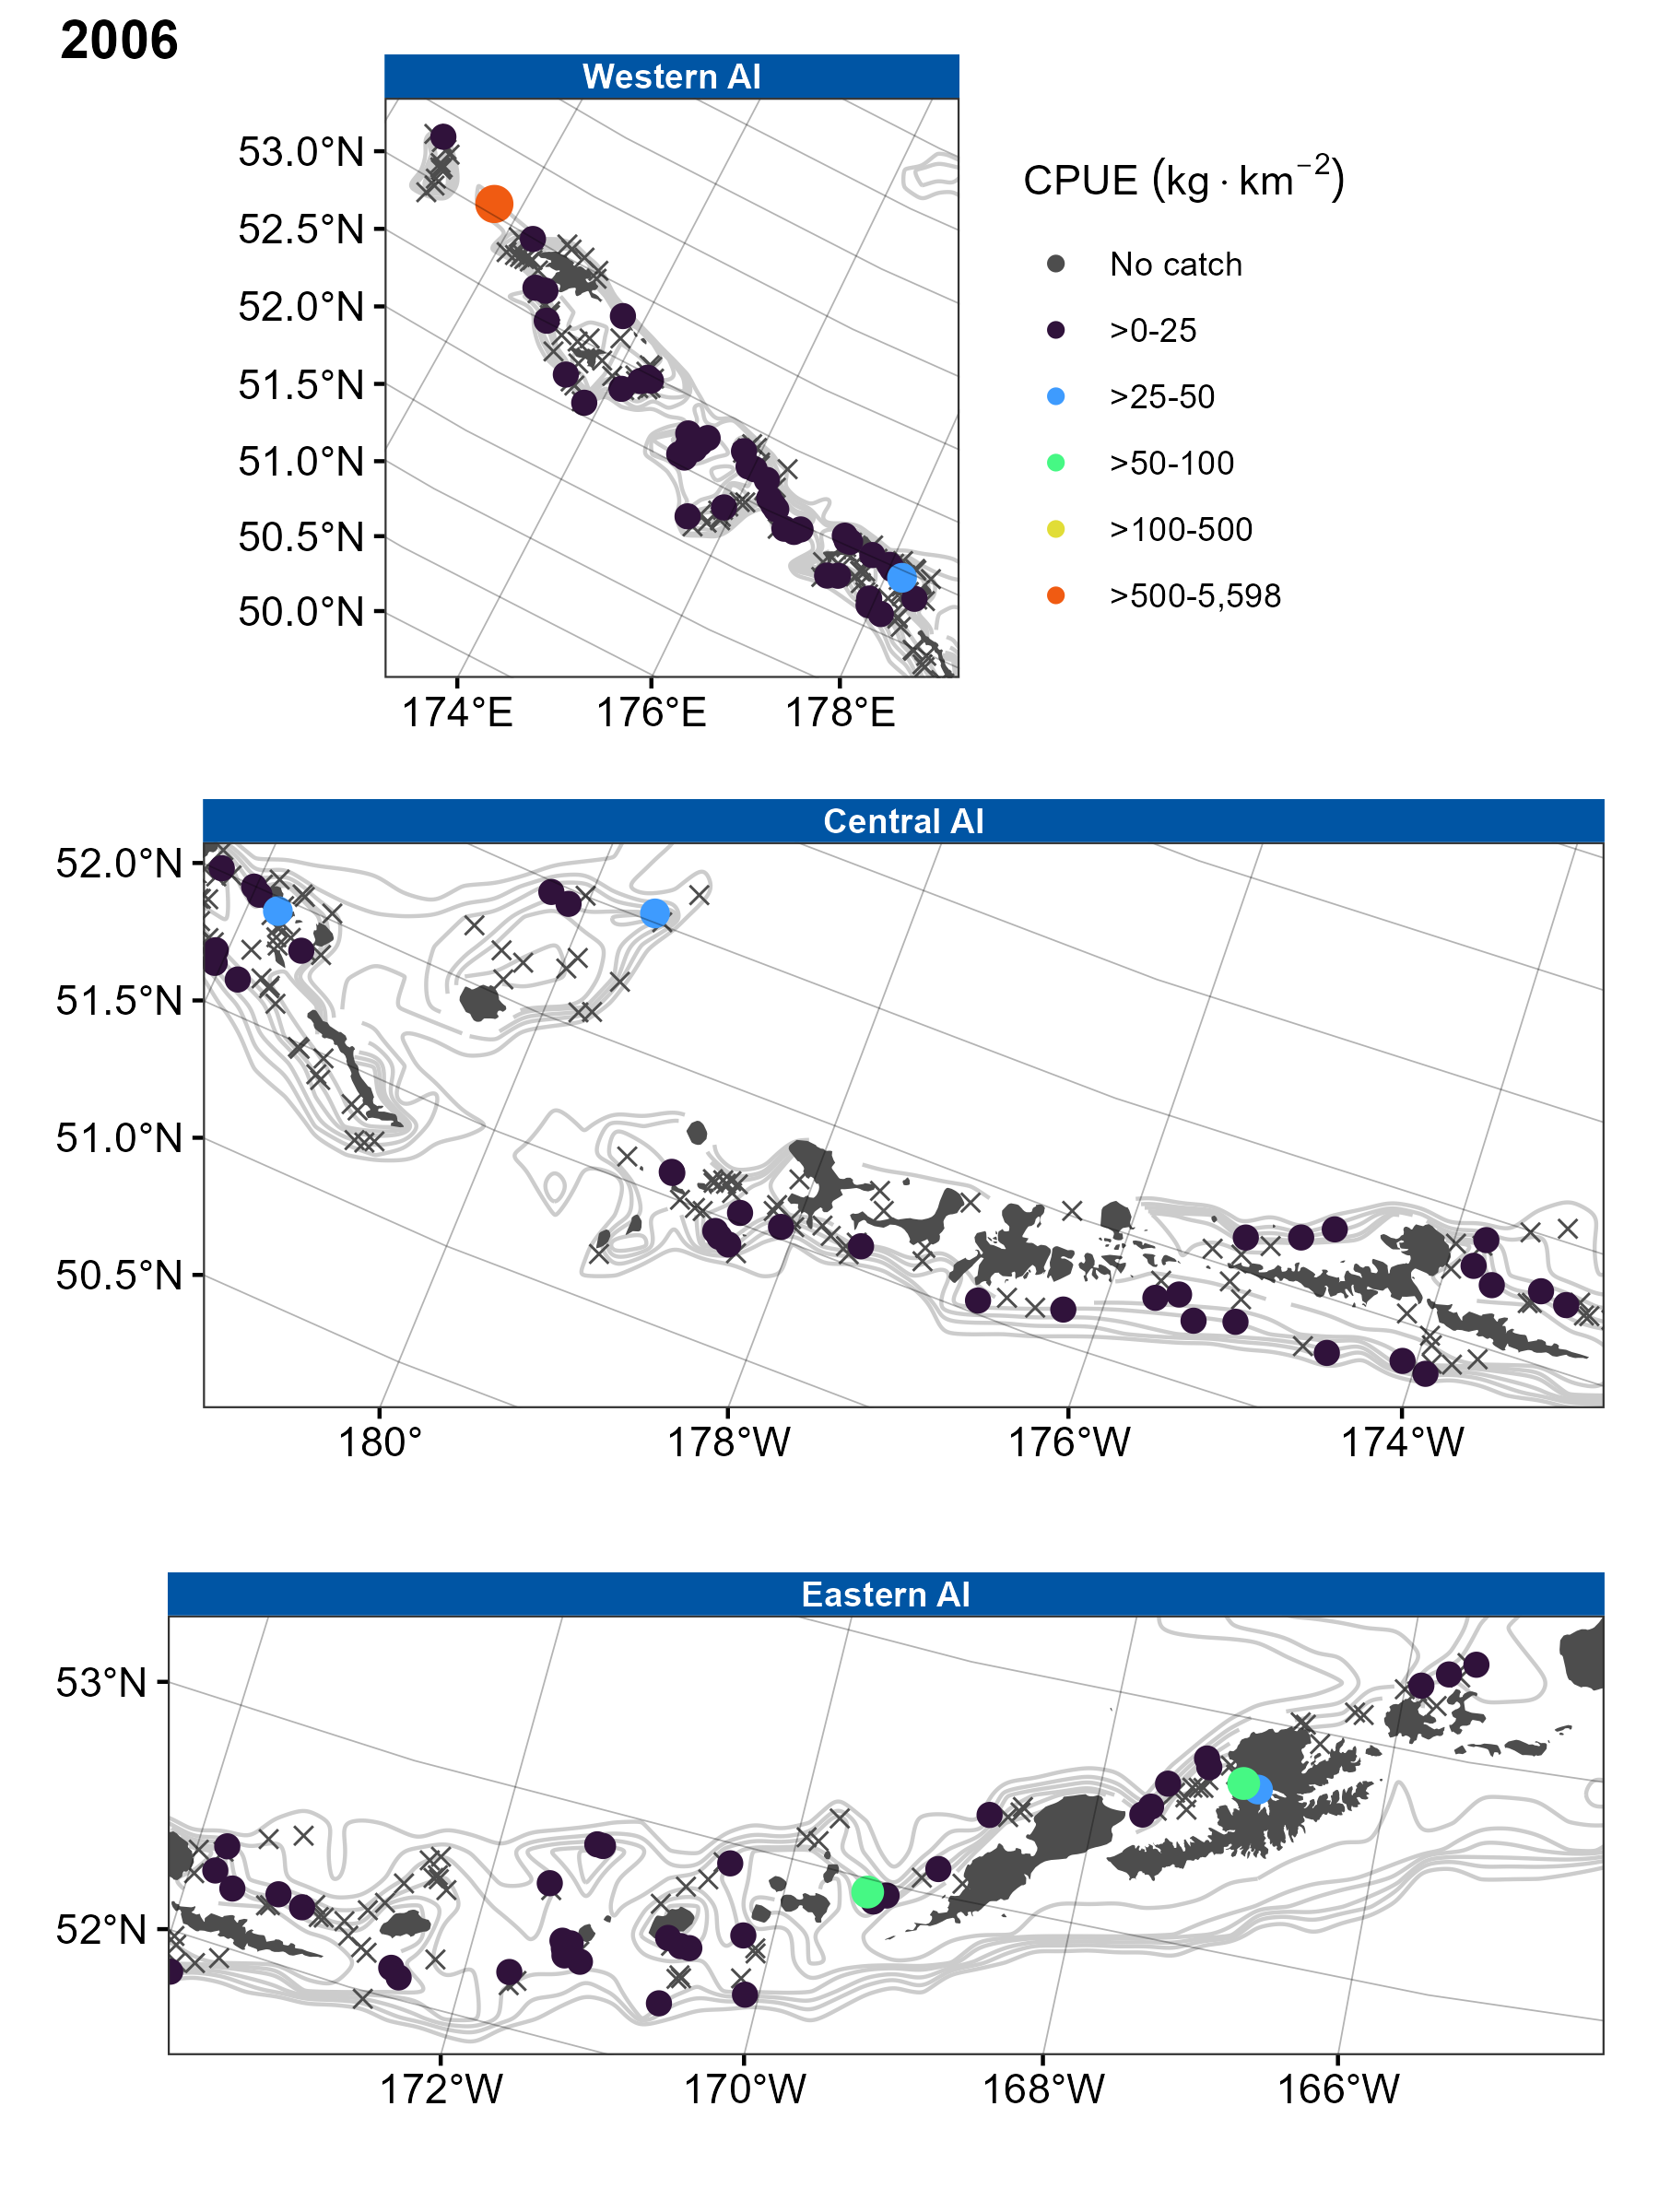 2006
Western AI
53.0°N
52.5°N
52.0°N
51.5°N
51.0°N
50.5°N
50.0°N
174°E 176°E 178°E
CPUE (kg · km⁻²)
No catch
>0-25
>25-50
>50-100
>100-500
>500-5,598
Central AI
52.0°N
51.5°N
51.0°N
50.5°N
180° 178°W 176°W 174°W
Eastern AI
53°N
52°N
172°W 170°W 168°W 166°W